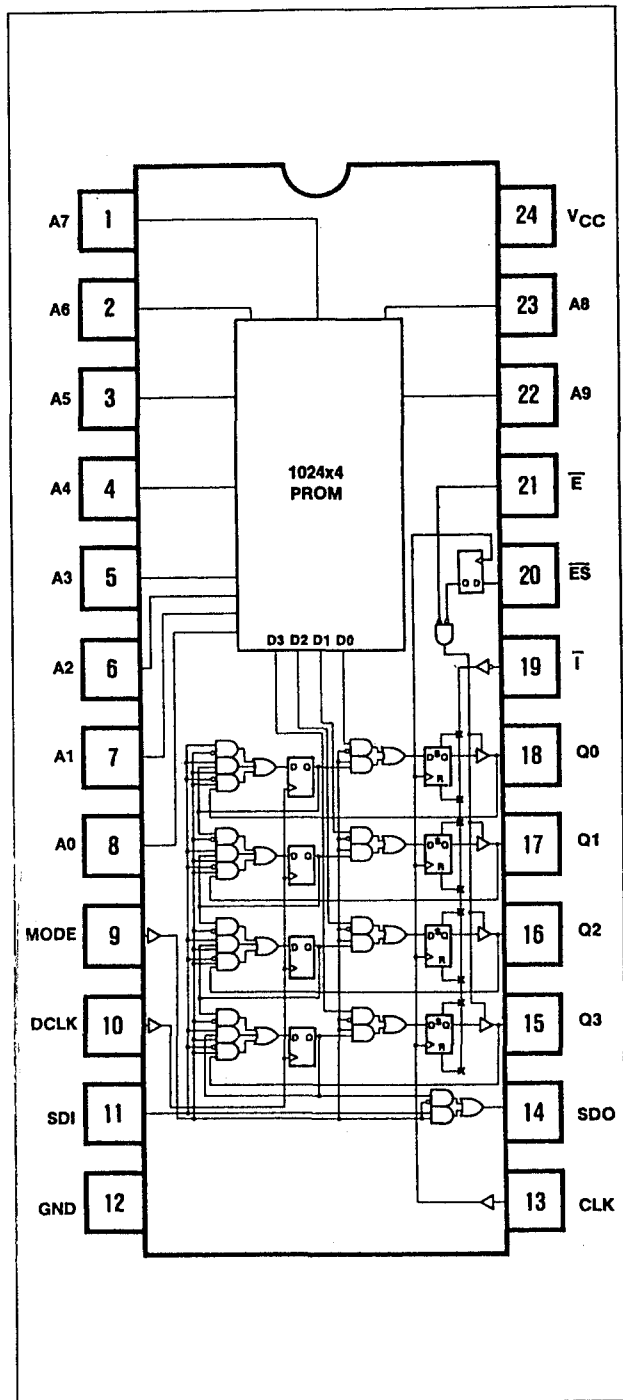 A7 1
24 VCC
A6 2
23 A8
A5 3
22 A9
1024x4
PROM
A4 4
21 E
A3 5
20 ES
D3 D2 D1 D0
A2 6
19 I
A1 7
18 Q0
A0 8
17 Q1
MODE 9
16 Q2
DCLK 10
15 Q3
SDI 11
14 SDO
GND 12
13 CLK